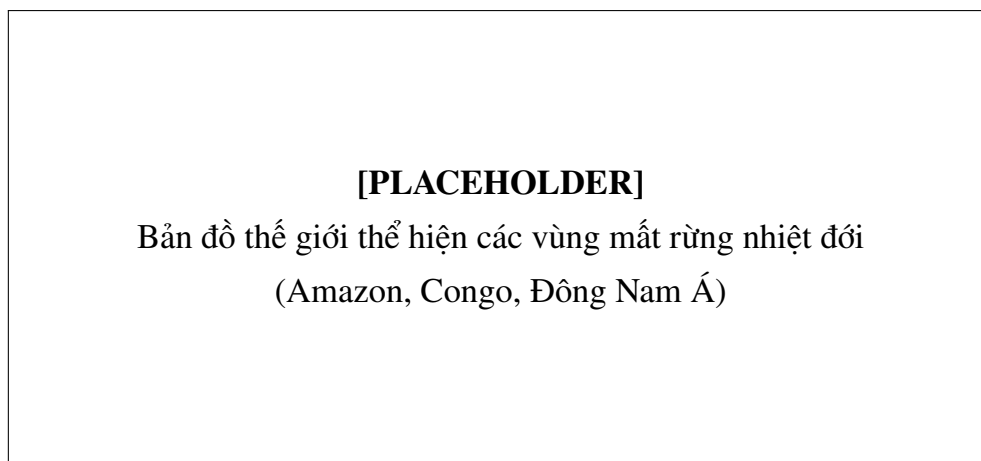 [PLACEHOLDER]
Bản đồ thế giới thể hiện các vùng mất rừng nhiệt đới
(Amazon, Congo, Đông Nam Á)